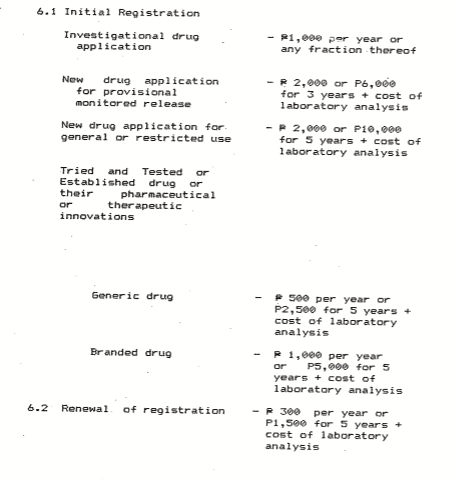 6.1 Initial Registration
Investigational drug application - ₱1,000 per year or any fraction thereof
New drug application for provisional monitored release - ₱ 2,000 or P6,000 for 3 years + cost of laboratory analysis
New drug application for general or restricted use - ₱ 2,000 or P10,000 for 5 years + cost of laboratory analysis
Tried and Tested or
Established drug or
their pharmaceutical
or therapeutic
innovations
Generic drug - ₱ 500 per year or
P2,500 for 5 years +
cost of laboratory
analysis
Branded drug - ₱ 1,000 per year
or P5,000 for 5
years + cost of
laboratory analysis
6.2 Renewal of registration - ₱ 300 per year or
P1,500 for 5 years +
cost of laboratory
analysis